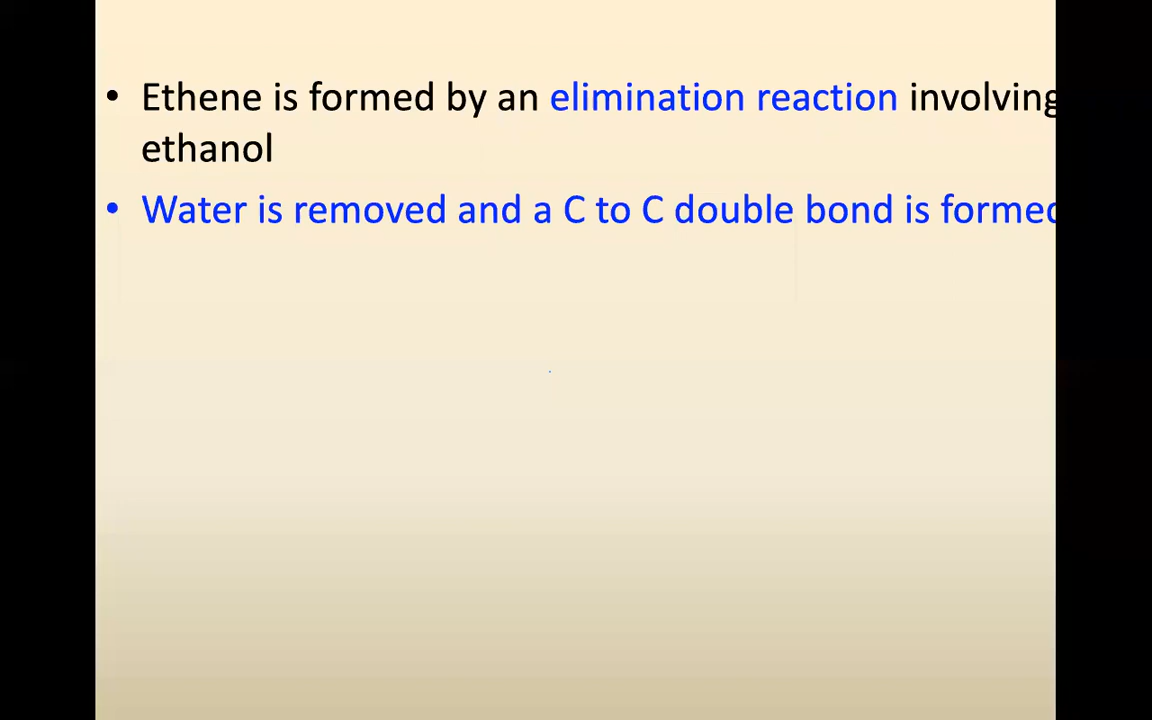 • Ethene is formed by an elimination reaction involving
ethanol
• Water is removed and a C to C double bond is formed